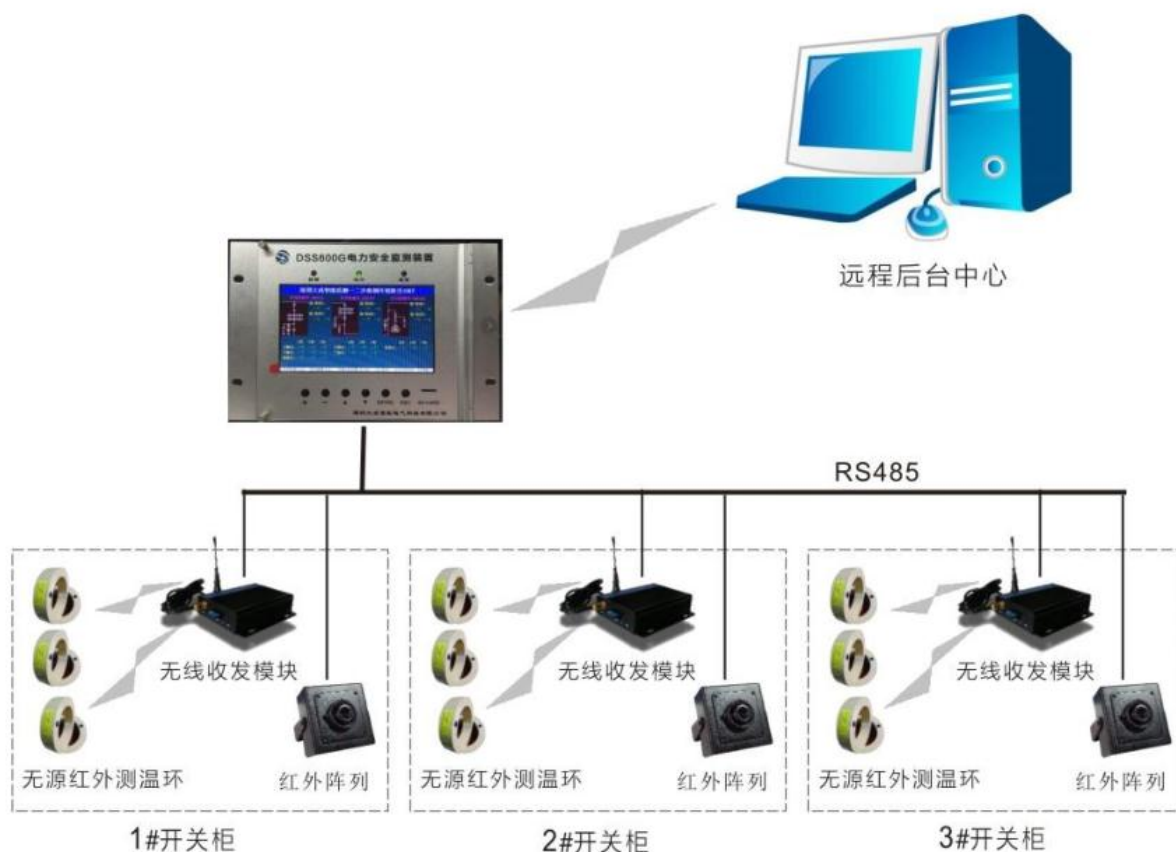 远程后台中心
DSS800G电力安全监测装置
RS485
无线收发模块
无线收发模块
无线收发模块
无源红外测温环
红外阵列
无源红外测温环
红外阵列
无源红外测温环
红外阵列
1#开关柜
2#开关柜
3#开关柜